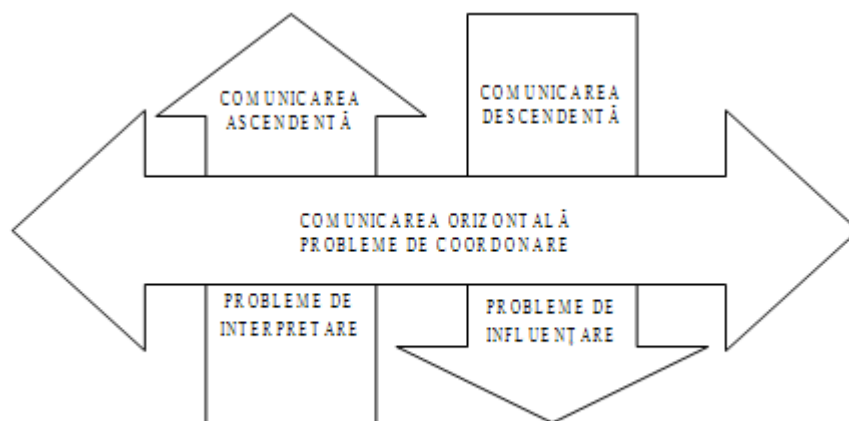 COMUNICAREA
ASCENDENTĂ
COMUNICAREA
DESCENDENTĂ
COMUNICAREA ORIZONTALĂ
PROBLEME DE COORDONARE
PROBLEME DE
INTERPRETARE
PROBLEME DE
INFLUENȚARE